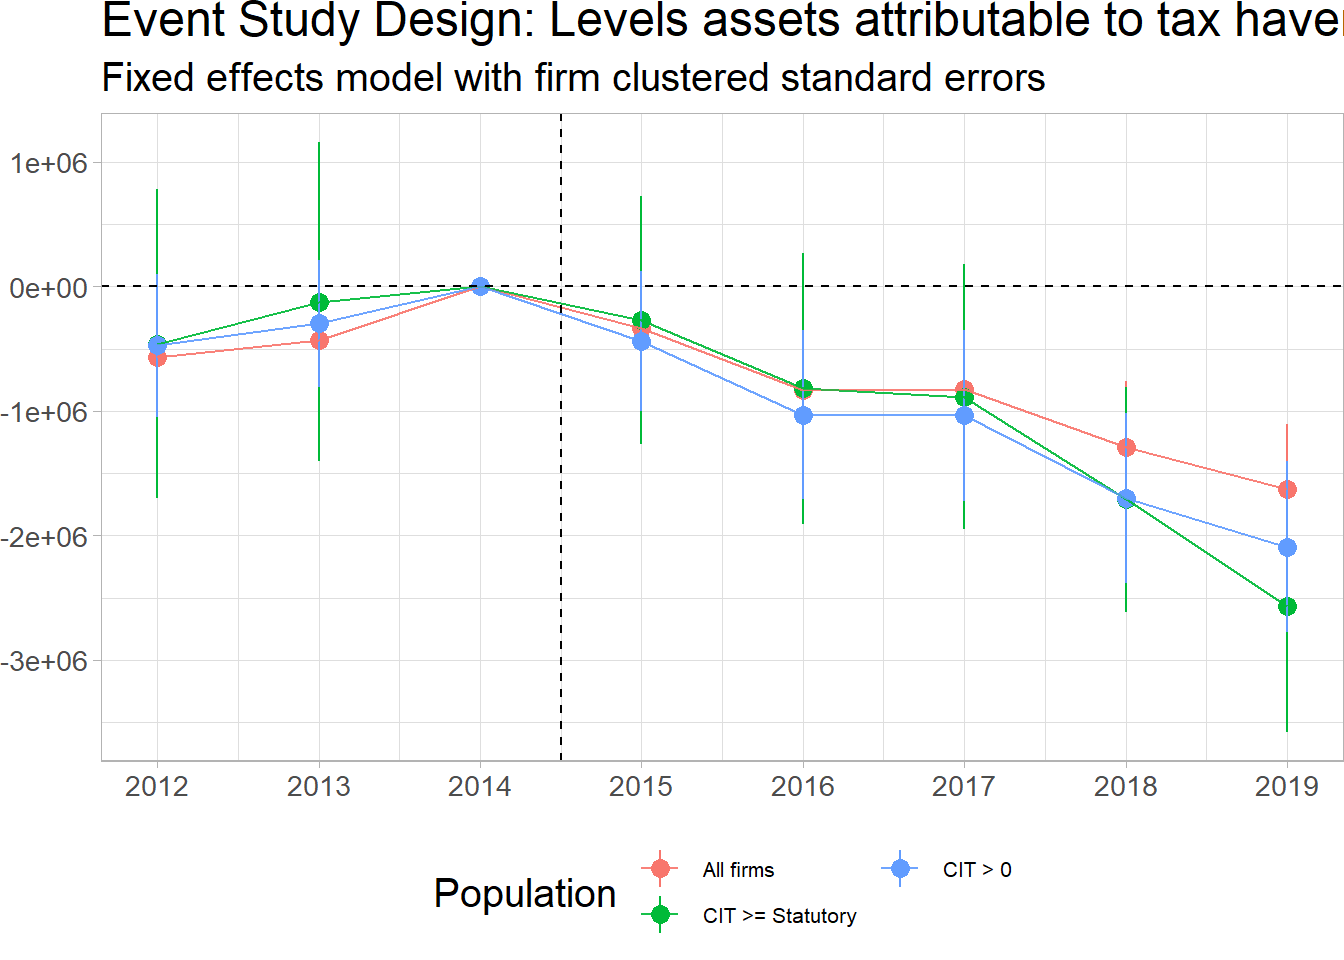 Event Study Design: Levels assets attributable to tax
Fixed effects model with firm clustered standard errors
1e+06
0e+00
-1e+06
-2e+06
-3e+06
2012 2013 2014 2015 2016 2017 2018 2019
Population
All firms
CIT >= Statutory
CIT > 0